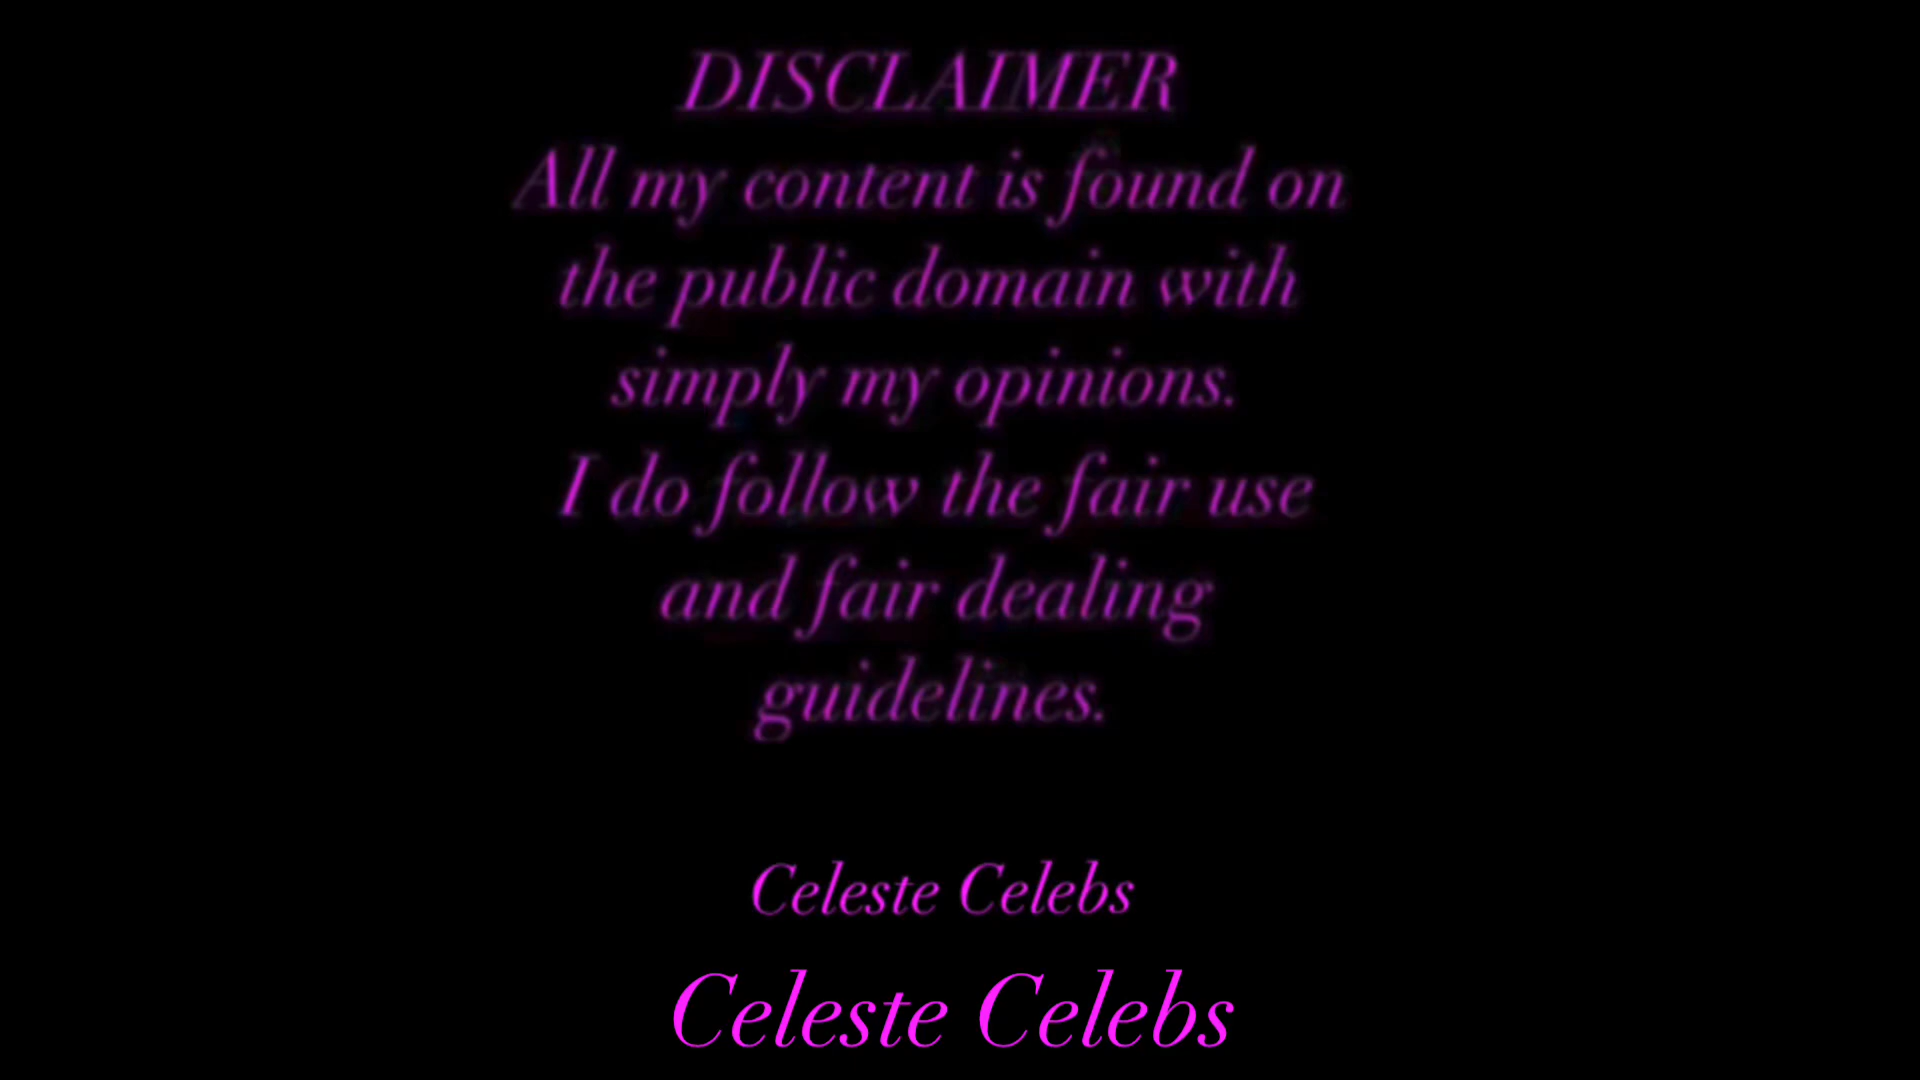 DISCLAIMER
All my content is found on
the public domain with
simply my opinions.
I do follow the fair use
and fair dealing
guidelines.
Celeste Celebs
Celeste Celebs